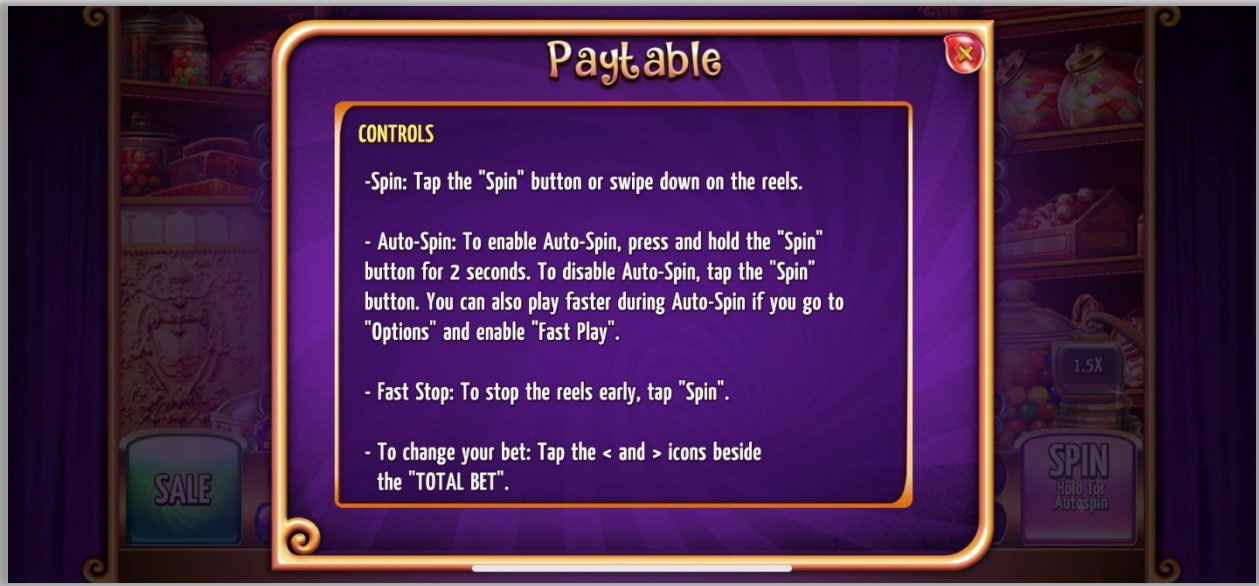 Paytable
CONTROLS
-Spin: Tap the "Spin" button or swipe down on the reels.
- Auto-Spin: To enable Auto-Spin, press and hold the "Spin"
button for 2 seconds. To disable Auto-Spin, tap the "Spin"
button. You can also play faster during Auto-Spin if you go to
"Options" and enable "Fast Play".
- Fast Stop: To stop the reels early, tap "Spin".
- To change your bet: Tap the < and > icons beside
the "TOTAL BET".
1.5X
SALE
SPIN
Hold for
Autospin